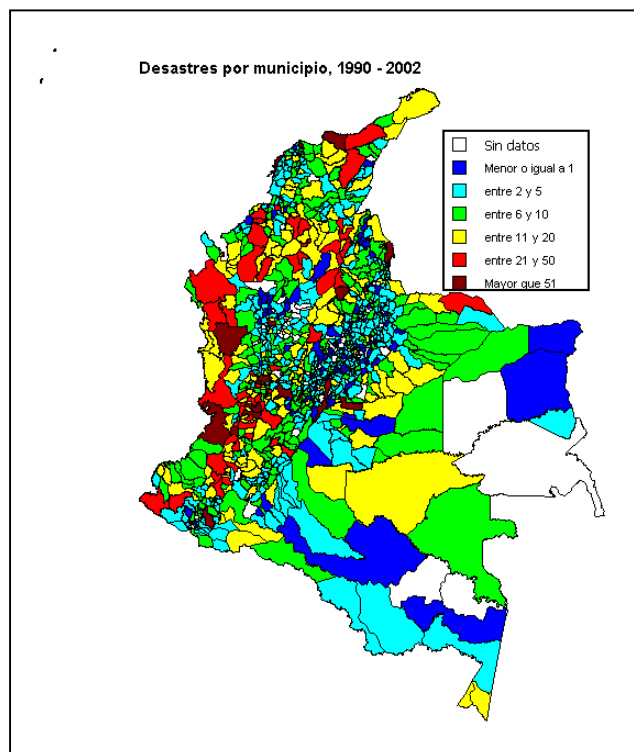 Desastres por municipio, 1990 - 2002
Sin datos
Menor o igual a 1
entre 2 y 5
entre 6 y 10
entre 11 y 20
entre 21 y 50
Mayor que 51